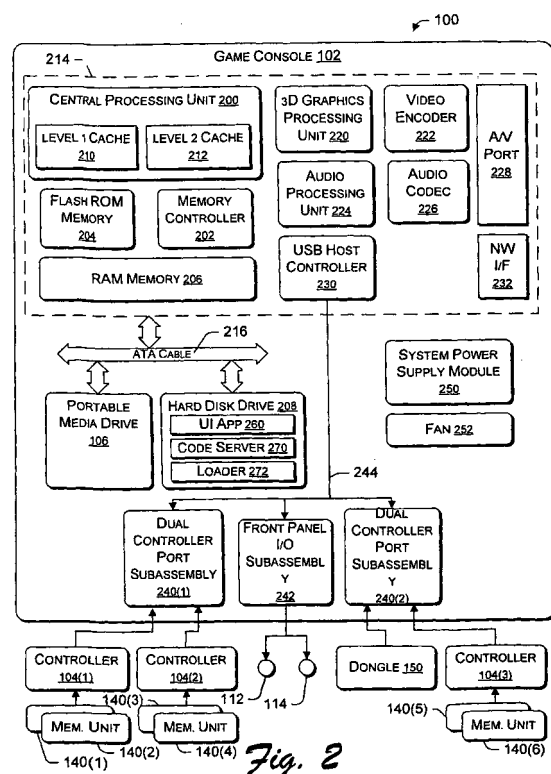 100
GAME CONSOLE 102
214
CENTRAL PROCESSING UNIT 200
LEVEL 1 CACHE
210
LEVEL 2 CACHE
212
3D GRAPHICS
PROCESSING
UNIT 220
VIDEO
ENCODER
222
A/V
PORT
228
FLASH ROM
MEMORY
204
MEMORY
CONTROLLER
202
AUDIO
PROCESSING
UNIT 224
AUDIO
CODEC
226
RAM MEMORY 206
USB HOST
CONTROLLER
230
NW
I/F
232
216
ATA CABLE
PORTABLE
MEDIA DRIVE
106
HARD DISK DRIVE 208
UI APP 260
CODE SERVER 270
LOADER 272
SYSTEM POWER
SUPPLY MODULE
250
FAN 252
244
DUAL
CONTROLLER
PORT
SUBASSEMBLY
240(1)
FRONT PANEL
I/O
SUBASSEMBL
Y
242
DUAL
CONTROLLER
PORT
SUBASSEMBL
Y
240(2)
CONTROLLER
104(1)
CONTROLLER
104(2)
112
114
DONGLE 150
CONTROLLER
104(3)
140(3)
140(5)
MEM. UNIT
MEM. UNIT
MEM. UNIT
140(1)
140(2)
140(4)
140(6)
Fig. 2